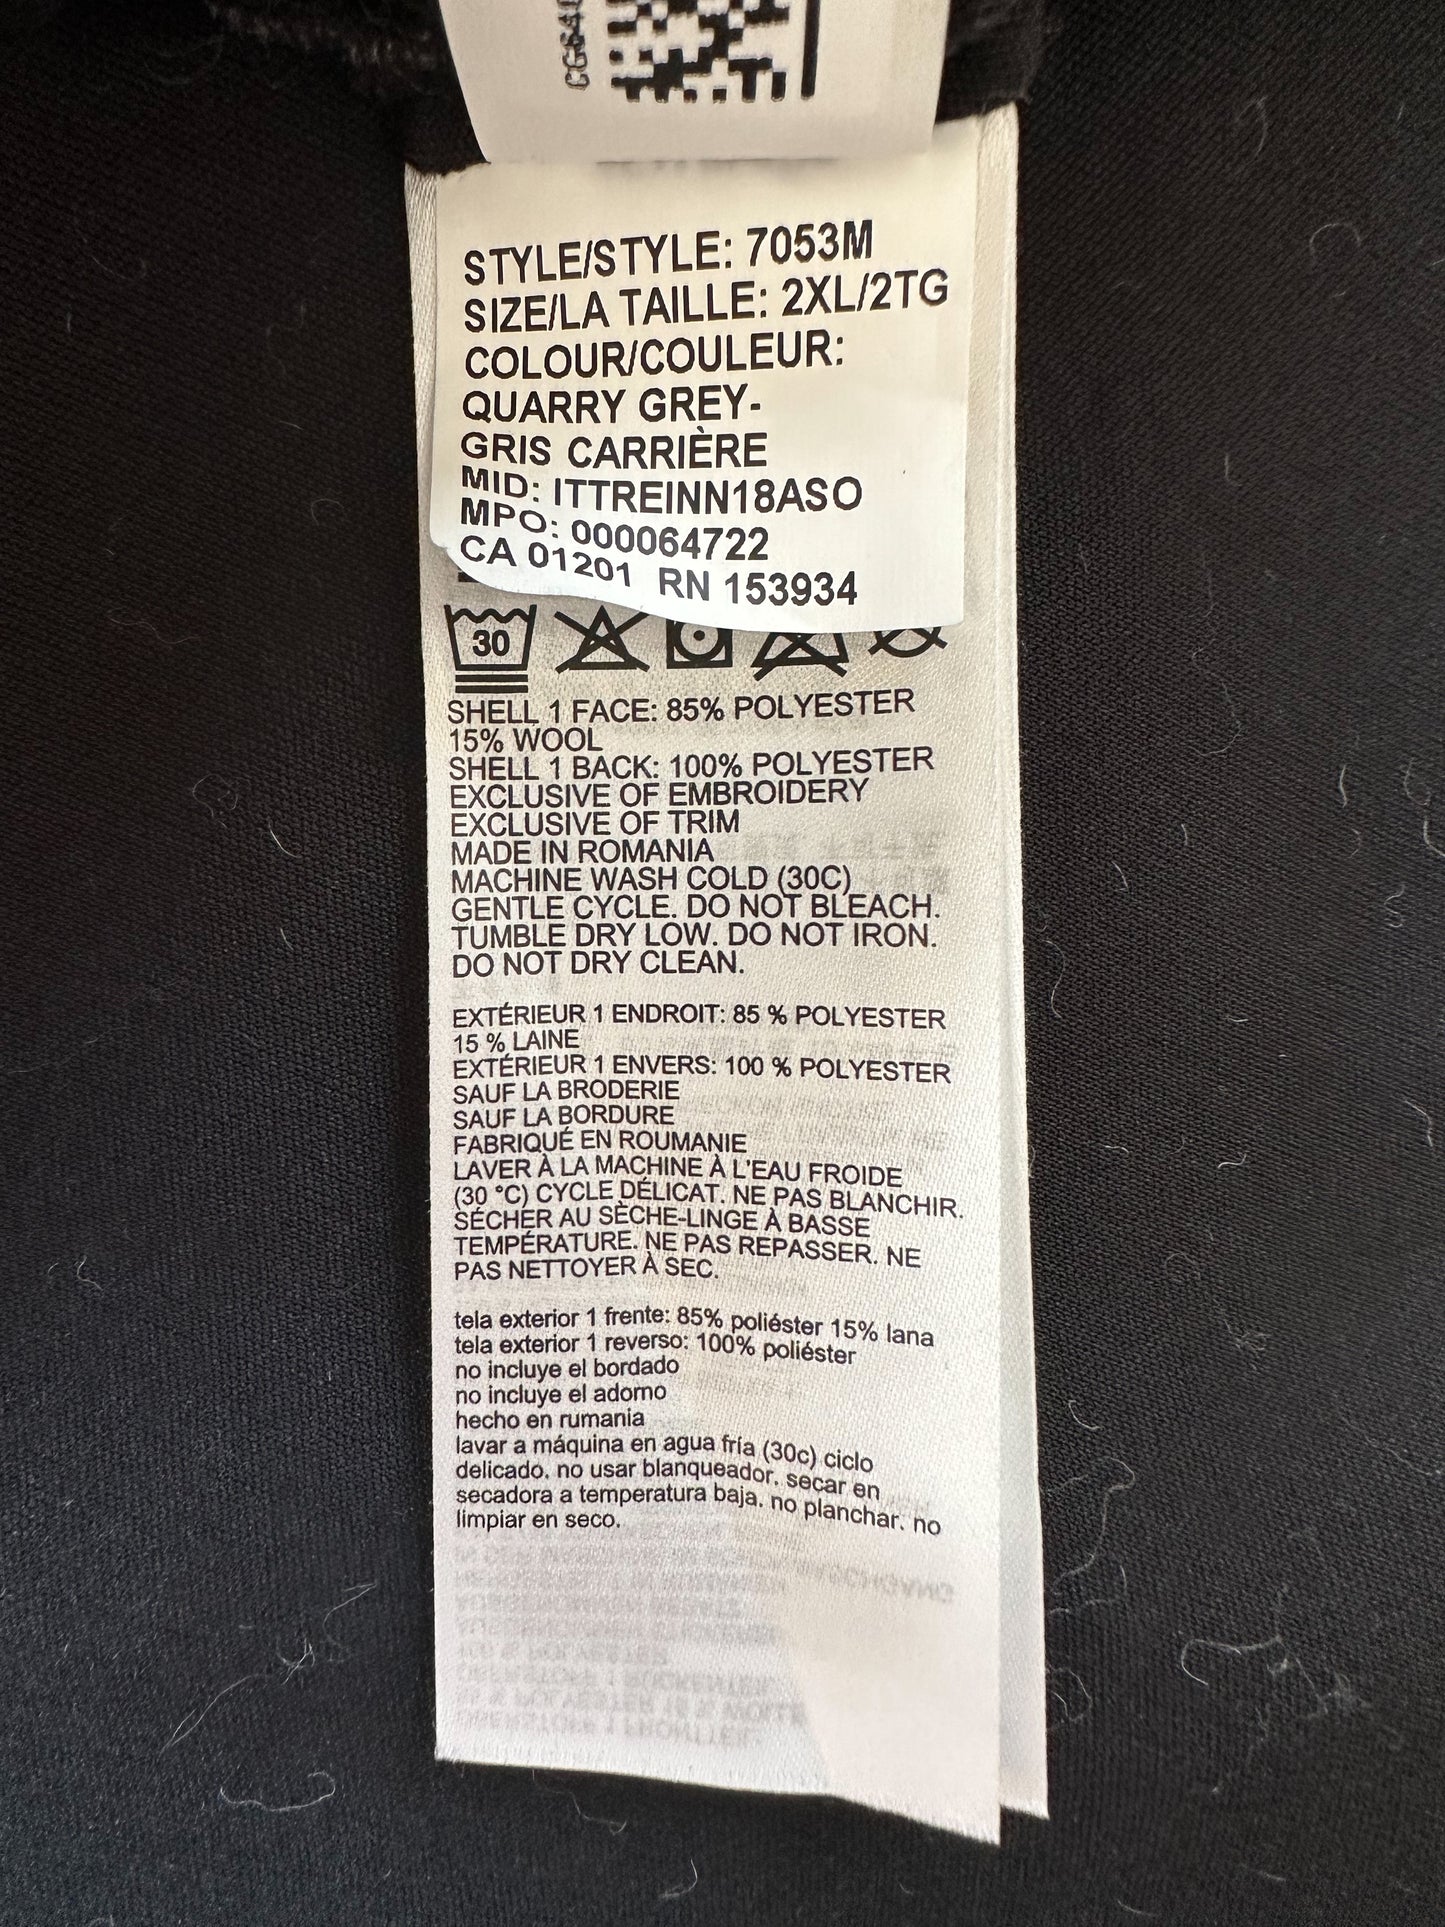 STYLE/STYLE: 7053M
SIZE/LA TAILLE: 2XL/2TG
COLOUR/COULEUR:
QUARRY GREY-
GRIS CARRIÈRE
MID: ITTREINN18ASO
MPO: 000064722
CA 01201 RN 153934
30
SHELL 1 FACE: 85% POLYESTER
15% WOOL
SHELL 1 BACK: 100% POLYESTER
EXCLUSIVE OF EMBROIDERY
EXCLUSIVE OF TRIM
MADE IN ROMANIA
MACHINE WASH COLD (30C)
GENTLE CYCLE. DO NOT BLEACH.
TUMBLE DRY LOW. DO NOT IRON.
DO NOT DRY CLEAN.
EXTÉRIEUR 1 ENDROIT: 85 % POLYESTER
15 % LAINE
EXTÉRIEUR 1 ENVERS: 100 % POLYESTER
SAUF LA BRODERIE
SAUF LA BORDURE
FABRIQUÉ EN ROUMANIE
LAVER À LA MACHINE À L'EAU FROIDE
(30 °C) CYCLE DÉLICAT. NE PAS BLANCHIR.
SÉCHER AU SÈCHE-LINGE À BASSE
TEMPÉRATURE. NE PAS REPASSER. NE
PAS NETTOYER À SEC.
tela exterior 1 frente: 85% poliéster 15% lana
tela exterior 1 reverso: 100% poliéster
no incluye el bordado
no incluye el adorno
hecho en rumania
lavar a máquina en agua fría (30c) ciclo
delicado. no usar blanqueador. secar en
secadora a temperatura baja. no planchar. no
limpiar en seco.